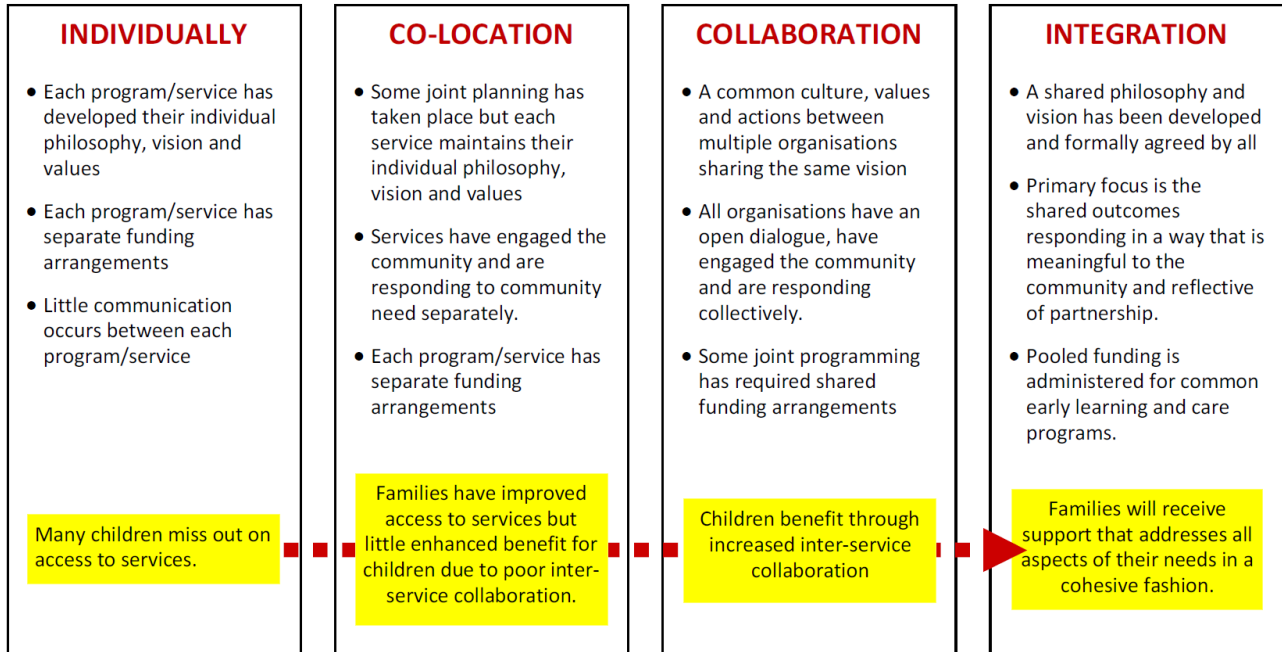 INDIVIDUALLY
• Each program/service has
developed their individual
philosophy, vision and
values
• Each program/service has
separate funding
arrangements
• Little communication
occurs between each
program/service
Many children miss out on
access to services.
CO-LOCATION
• Some joint planning has
taken place but each
service maintains their
individual philosophy,
vision and values
• Services have engaged the
community and are
responding to community
need separately.
• Each program/service has
separate funding
arrangements
Families have improved
access to services but
little enhanced benefit for
children due to poor inter-
service collaboration.
COLLABORATION
• A common culture, values
and actions between
multiple organisations
sharing the same vision
• All organisations have an
open dialogue, have
engaged the community
and are responding
collectively.
• Some joint programming
has required shared
funding arrangements
Children benefit through
increased inter-service
collaboration
INTEGRATION
• A shared philosophy and
vision has been developed
and formally agreed by all
• Primary focus is the
shared outcomes
responding in a way that is
meaningful to the
community and reflective
of partnership.
• Pooled funding is
administered for common
early learning and care
programs.
Families will receive
support that addresses all
aspects of their needs in a
cohesive fashion.